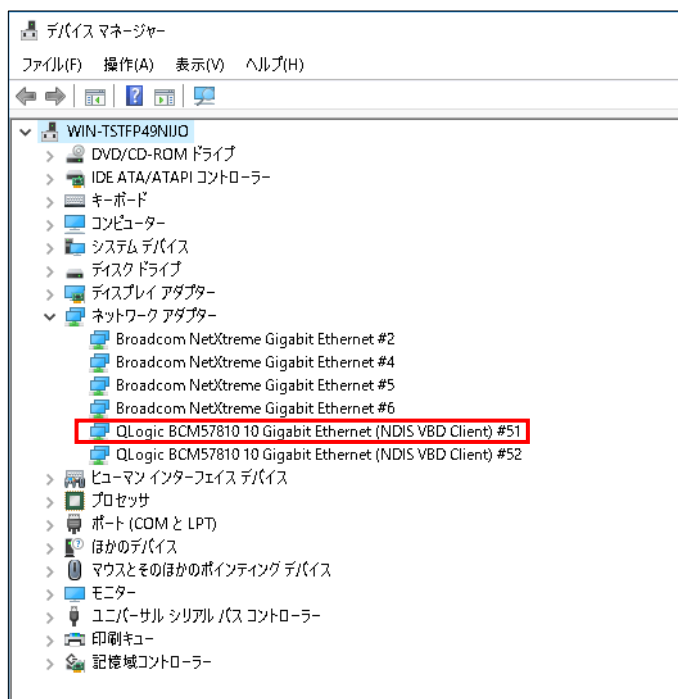 デバイス マネージャー
ファイル(F) 操作(A) 表示(V) ヘルプ(H)
WIN-TSTFP49NIJO
DVD/CD-ROM ドライブ
IDE ATA/ATAPI コントローラー
キーボード
コンピューター
システム デバイス
ディスク ドライブ
ディスプレイ アダプター
ネットワーク アダプター
Broadcom NetXtreme Gigabit Ethernet #2
Broadcom NetXtreme Gigabit Ethernet #4
Broadcom NetXtreme Gigabit Ethernet #5
Broadcom NetXtreme Gigabit Ethernet #6
QLogic BCM57810 10 Gigabit Ethernet (NDIS VBD Client) #51
QLogic BCM57810 10 Gigabit Ethernet (NDIS VBD Client) #52
ヒューマン インターフェイス デバイス
プロセッサ
ポート (COM と LPT)
ほかのデバイス
マウスとそのほかのポインティング デバイス
モニター
ユニバーサル シリアル バス コントローラー
印刷キュー
記憶域コントローラー